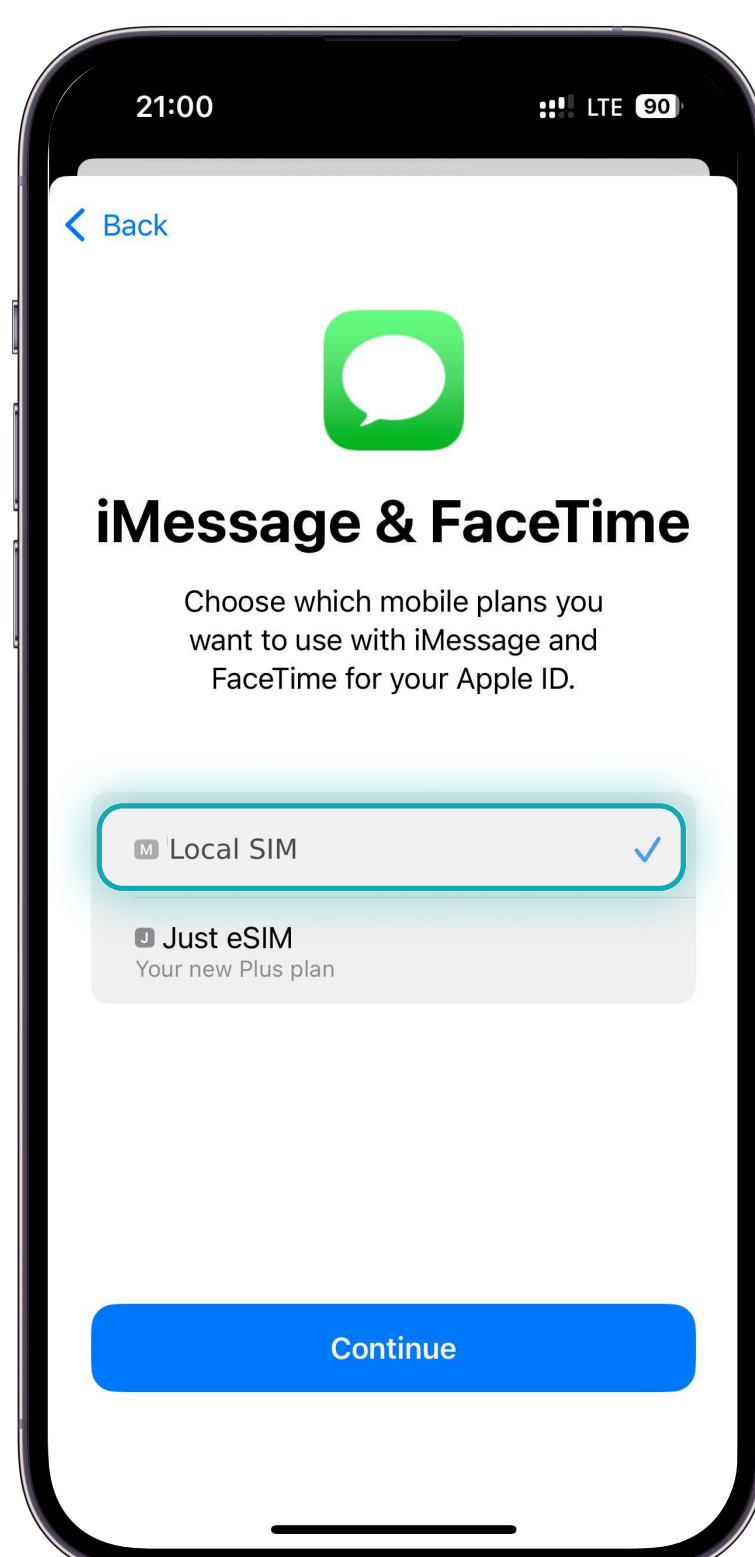 21:00 LTE 90
Back
iMessage & FaceTime
Choose which mobile plans you
want to use with iMessage and
FaceTime for your Apple ID.
M Local SIM
J Just eSIM
Your new Plus plan
Continue